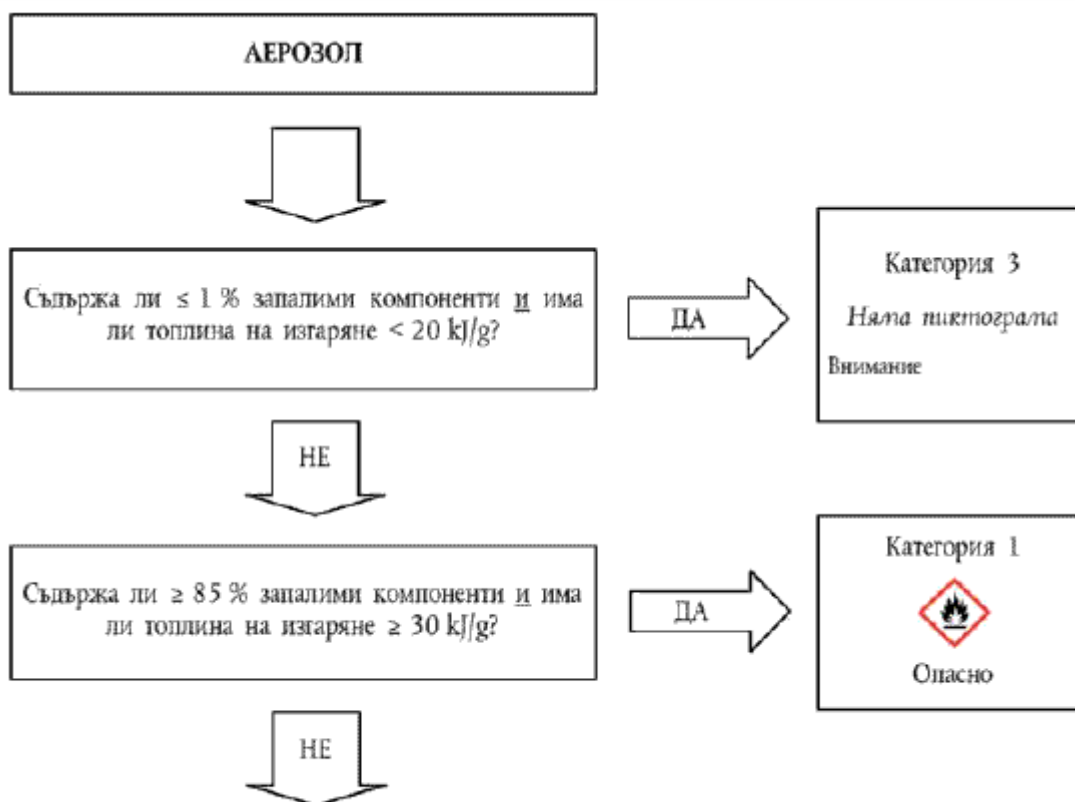 АЕРОЗОЛ
Съдържа ли ≤ 1 % запалими компоненти и има
ли топлина на изгаряне < 20 kJ/g?
ДА
Категория 3
Няма пиктограма
Внимание
НЕ
Съдържа ли ≥ 85 % запалими компоненти и има
ли топлина на изгаряне ≥ 30 kJ/g?
ДА
Категория 1
Опасно
НЕ